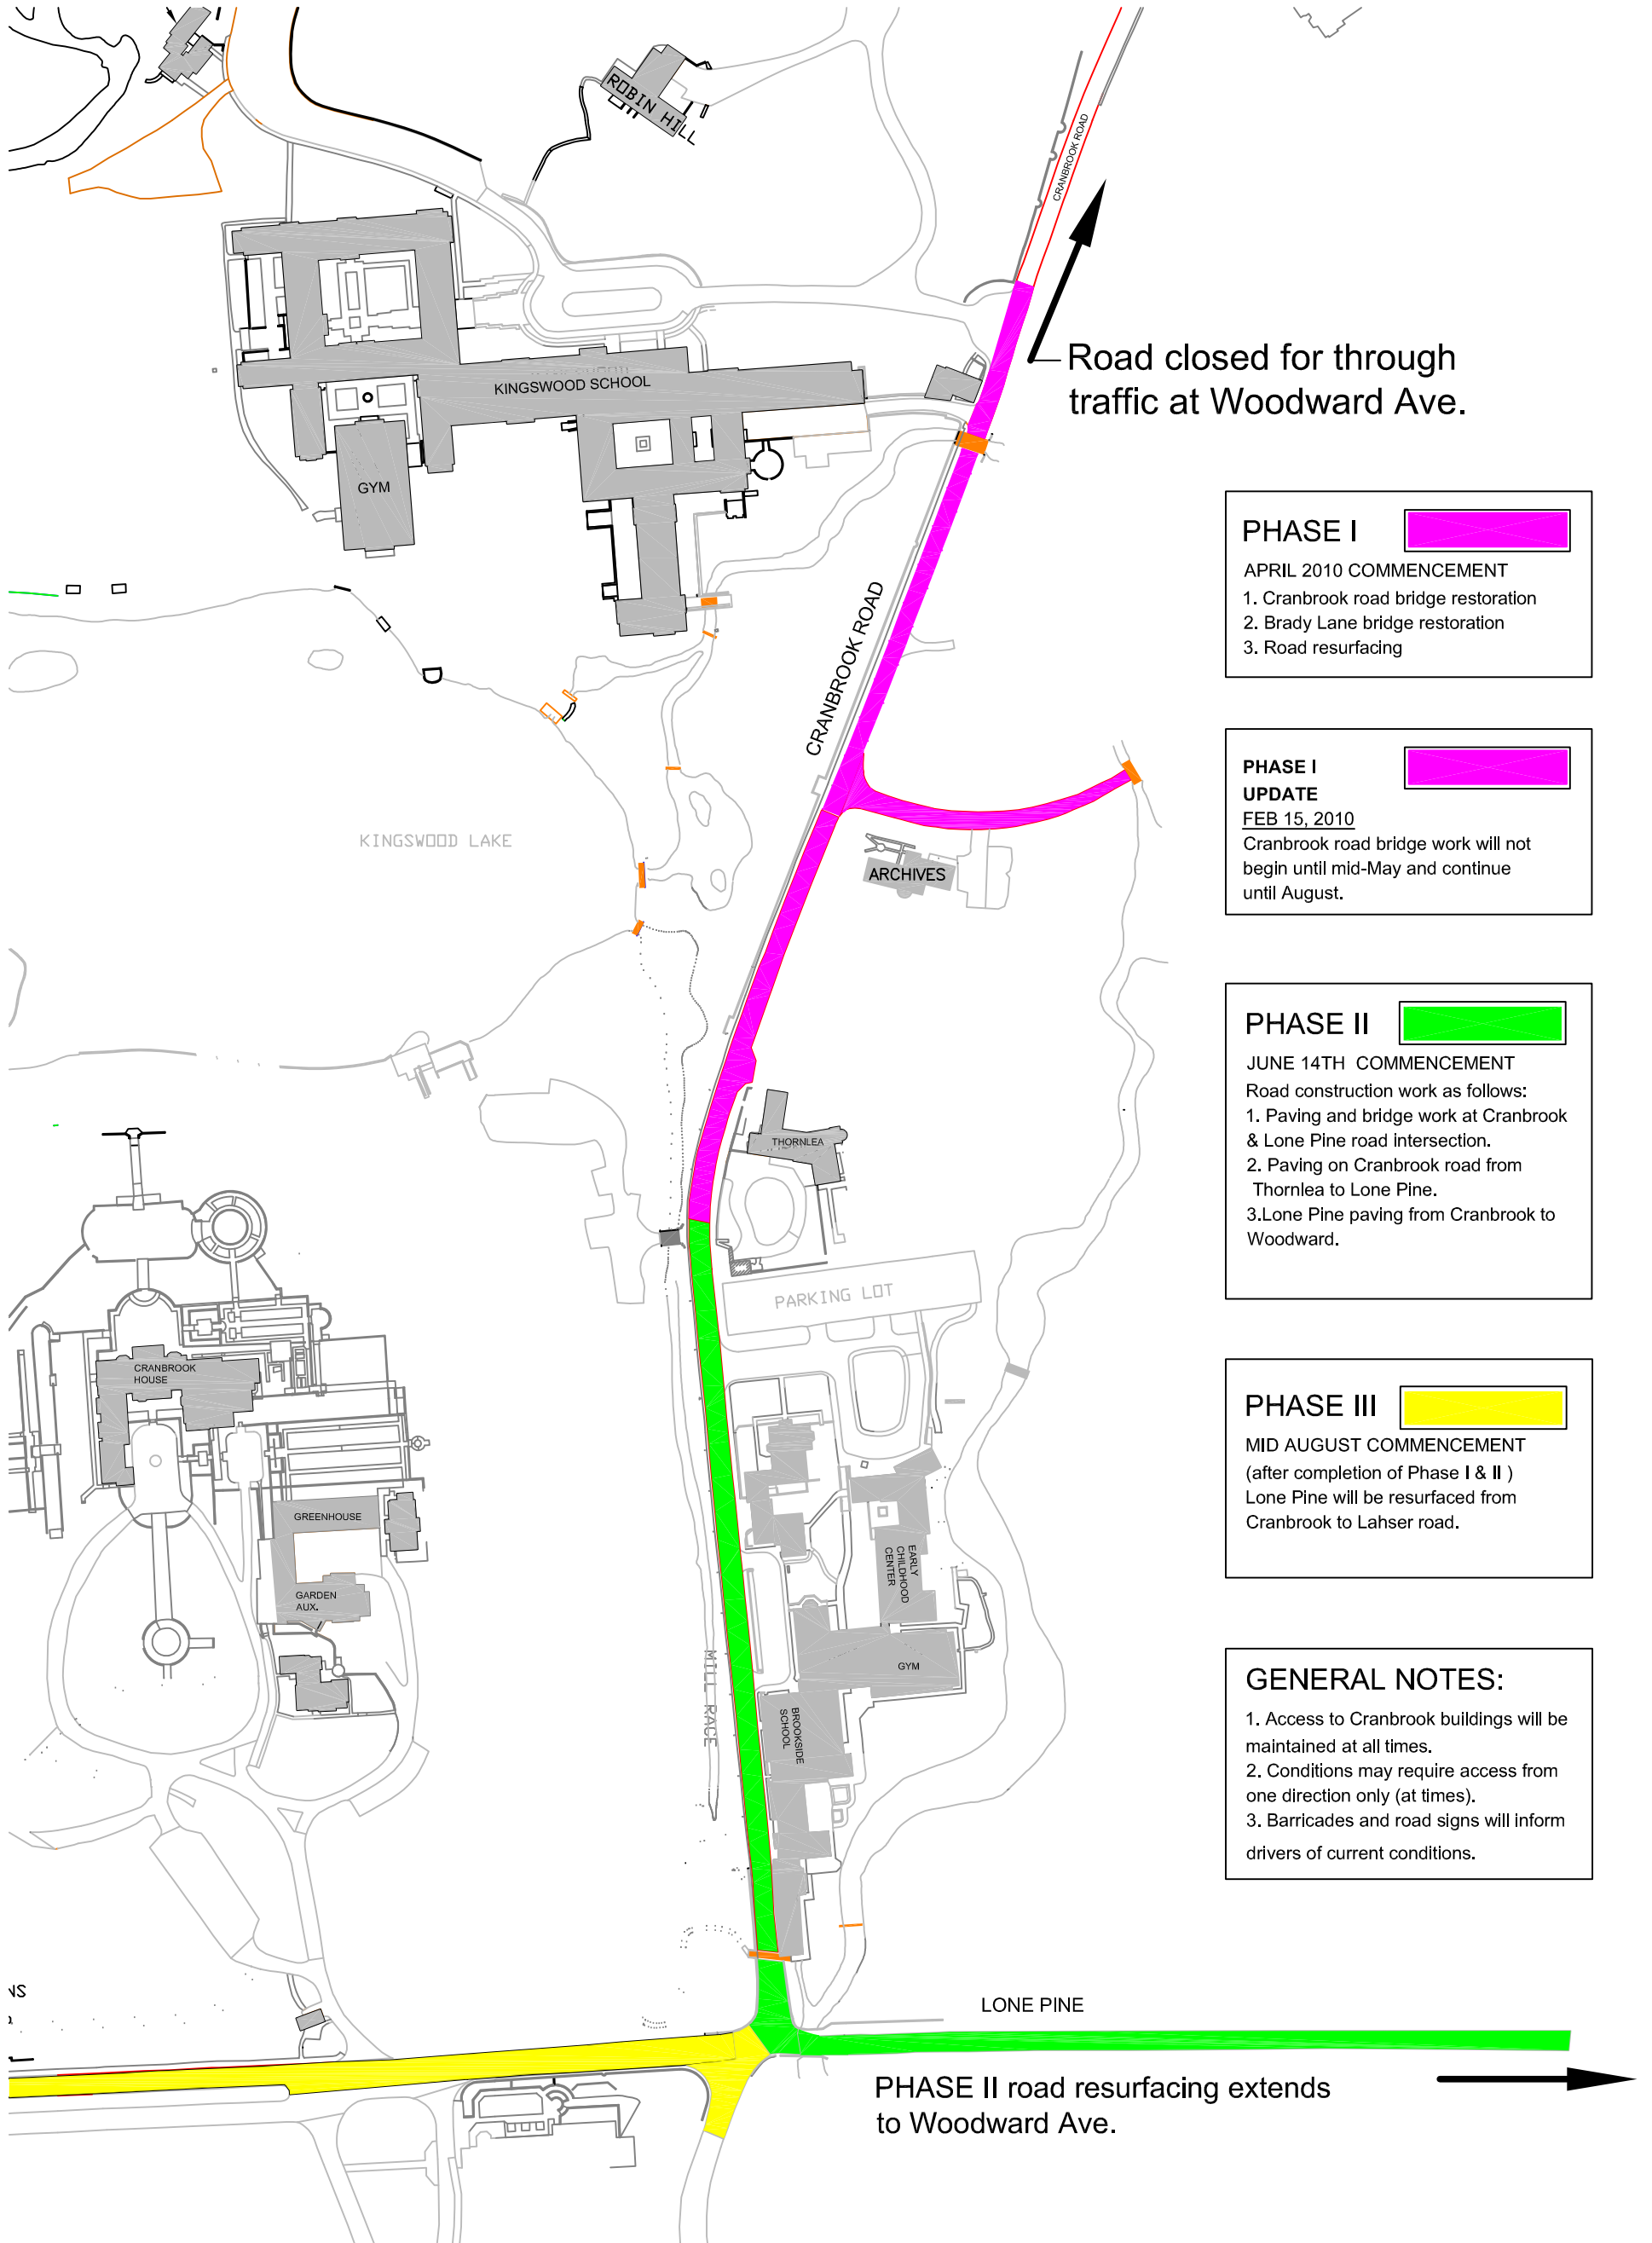 ROBIN HILL
CRANBROOK ROAD
Road closed for through
traffic at Woodward Ave.
KINGSWOOD SCHOOL
GYM
PHASE I
APRIL 2010 COMMENCEMENT
1. Cranbrook road bridge restoration
2. Brady Lane bridge restoration
3. Road resurfacing
CRANBROOK ROAD
PHASE I
UPDATE
FEB 15, 2010
Cranbrook road bridge work will not
begin until mid-May and continue
until August.
KINGSWOOD LAKE
ARCHIVES
PHASE II
JUNE 14TH COMMENCEMENT
Road construction work as follows:
1. Paving and bridge work at Cranbrook
& Lone Pine road intersection.
2. Paving on Cranbrook road from
Thornlea to Lone Pine.
3.Lone Pine paving from Cranbrook to
Woodward.
THORNLEA
PARKING LOT
CRANBROOK
HOUSE
PHASE III
MID AUGUST COMMENCEMENT
(after completion of Phase I & II )
Lone Pine will be resurfaced from
Cranbrook to Lahser road.
GREENHOUSE
GARDEN
AUX.
EARLY
CHILDHOOD
CENTER
GYM
MILL RACE
BROOKSIDE
SCHOOL
GENERAL NOTES:
1. Access to Cranbrook buildings will be
maintained at all times.
2. Conditions may require access from
one direction only (at times).
3. Barricades and road signs will inform
drivers of current conditions.
NS
LONE PINE
PHASE II road resurfacing extends
to Woodward Ave.